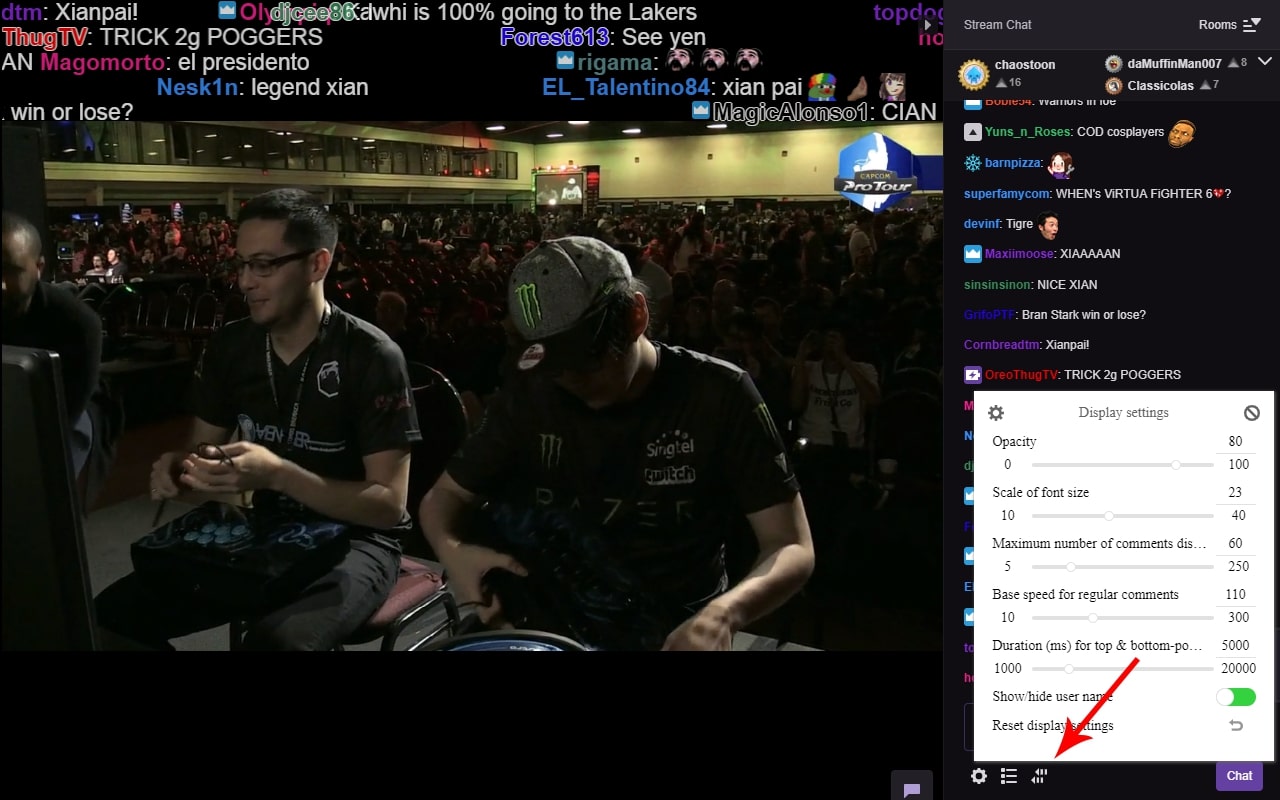 dtm: Xianpai!
djcee86: Kawhi is 100% going to the Lakers
topdog
ThugTV: TRICK 2g POGGERS
Forest613: See yen
AN Magomorto: el presidento
rigama:
Nesk1n: legend xian
EL_Talentino84: xian pai
. win or lose?
MagicAlonso1: CIAN
CAPCOM
Pro Tour
Singtel
twitch
RAZER
Stream Chat
Rooms
chaostoon
16
daMuffinMan007 8
Classicolas 7
Bobie54: Warriors in foe
Yuns_n_Roses: COD cosplayers
barnpizza:
superfamycom: WHEN's ViRTUA FiGHTER 6?
devinf: Tigre
Maxiimoose: XIAAAAAN
sinsinsinon: NICE XIAN
GrifoPTF: Bran Stark win or lose?
Cornbreadtm: Xianpai!
OreoThugTV: TRICK 2g POGGERS
Display settings
Opacity 80
0 100
Scale of font size 23
10 40
Maximum number of comments dis… 60
5 250
Base speed for regular comments 110
10 300
Duration (ms) for top & bottom-po… 5000
1000 20000
Show/hide user name
Reset display settings
Chat